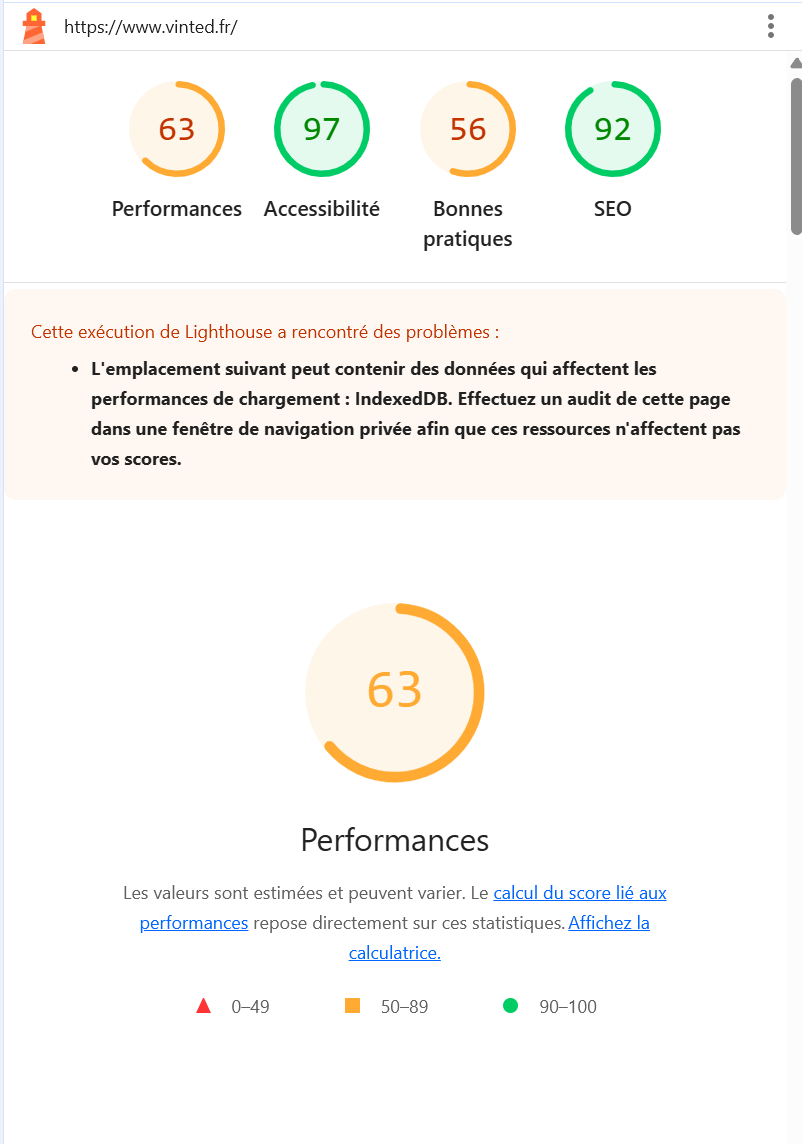 https://www.vinted.fr/
63
97
56
92
Performances
Accessibilité
Bonnes
pratiques
SEO
Cette exécution de Lighthouse a rencontré des problèmes :
• L'emplacement suivant peut contenir des données qui affectent les
performances de chargement : IndexedDB. Effectuez un audit de cette page
dans une fenêtre de navigation privée afin que ces ressources n'affectent pas
vos scores.
63
Performances
Les valeurs sont estimées et peuvent varier. Le calcul du score lié aux
performances repose directement sur ces statistiques. Affichez la
calculatrice.
0–49
50–89
90–100